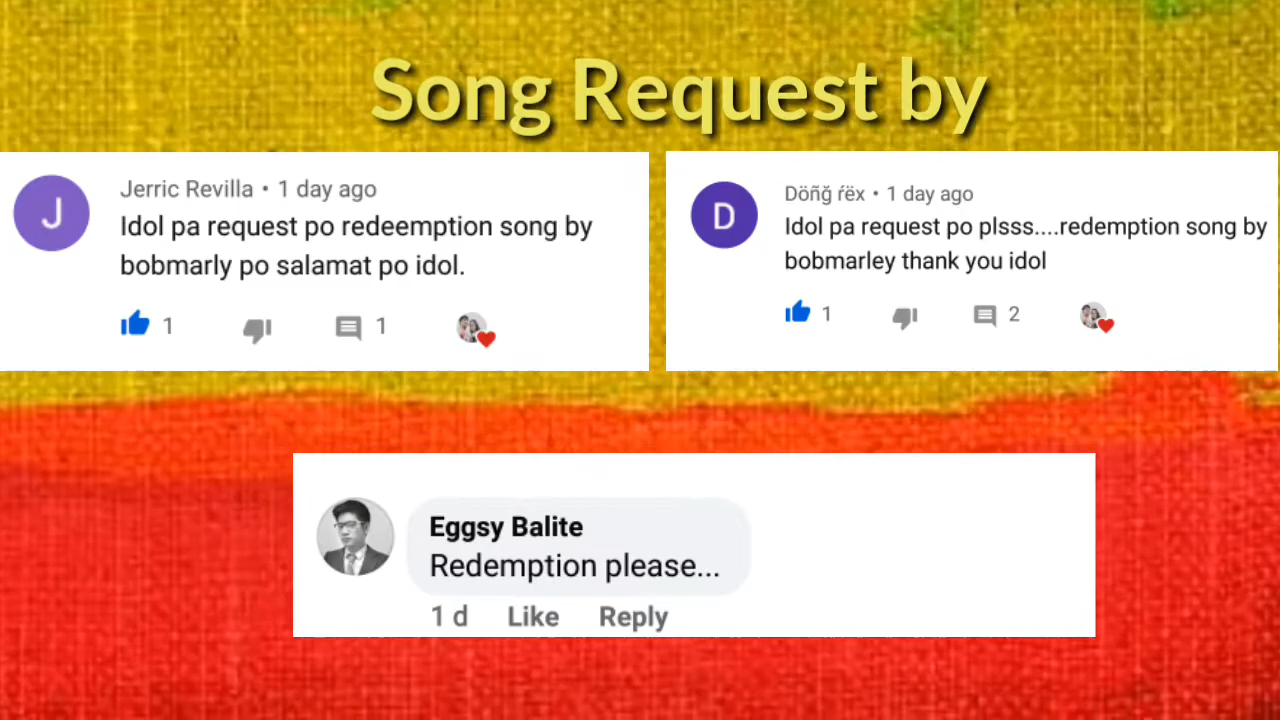 Song Request by
J
Jerric Revilla • 1 day ago
Idol pa request po redeemption song by
bobmarly po salamat po idol.
1
1
D
Döñğ ŕëx • 1 day ago
Idol pa request po plsss....redemption song by
bobmarley thank you idol
1
2
Eggsy Balite
Redemption please...
1 d Like Reply